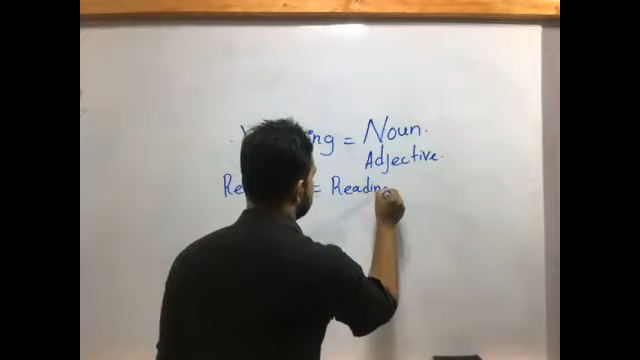 ing = Noun.
Adjective.
Re = Reading